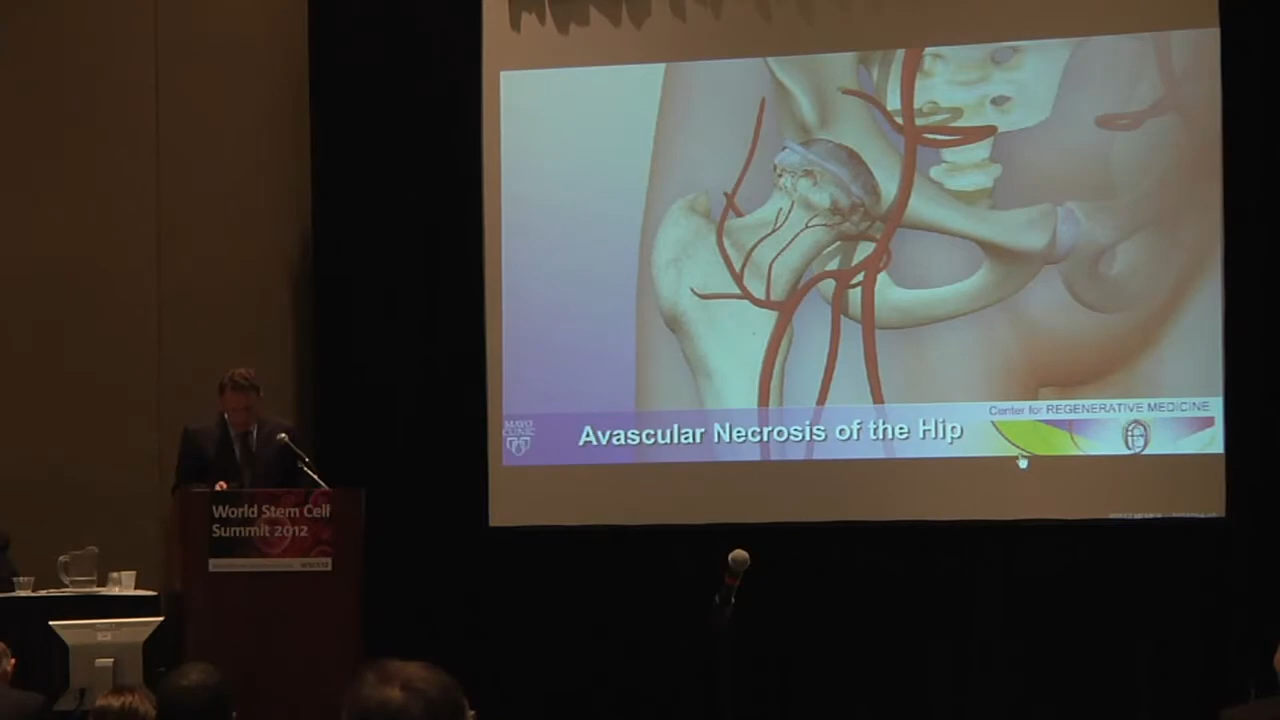 Center for REGENERATIVE MEDICINE
MAYO
CLINIC
Avascular Necrosis of the Hip
World Stem Cell
Summit 2012